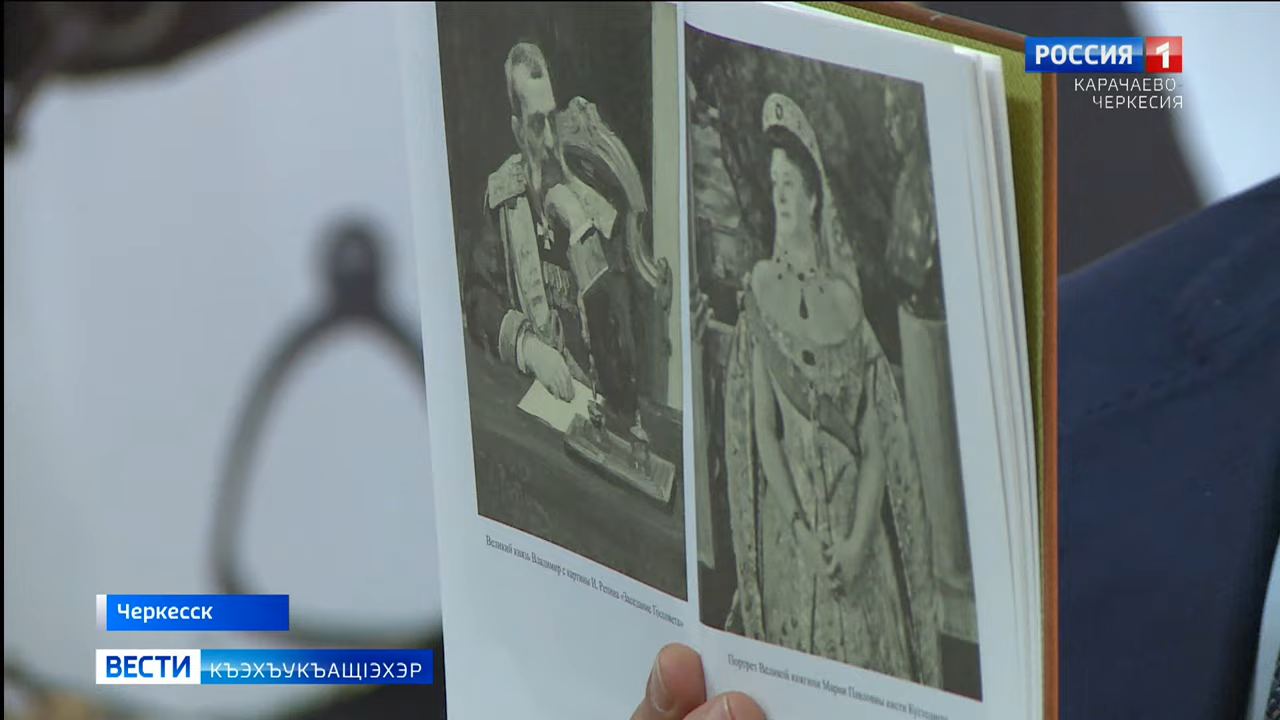 РОССИЯ 1
КАРАЧАЕВО-
ЧЕРКЕСИЯ
Великий князь Владимир с картины И. Репина «Заседание Госсовета»
Портрет Великой княгини Марии Павловны кисти Кустодиева
Черкесск
ВЕСТИ КЪЭХЪУКЪАЩIЭХЭР